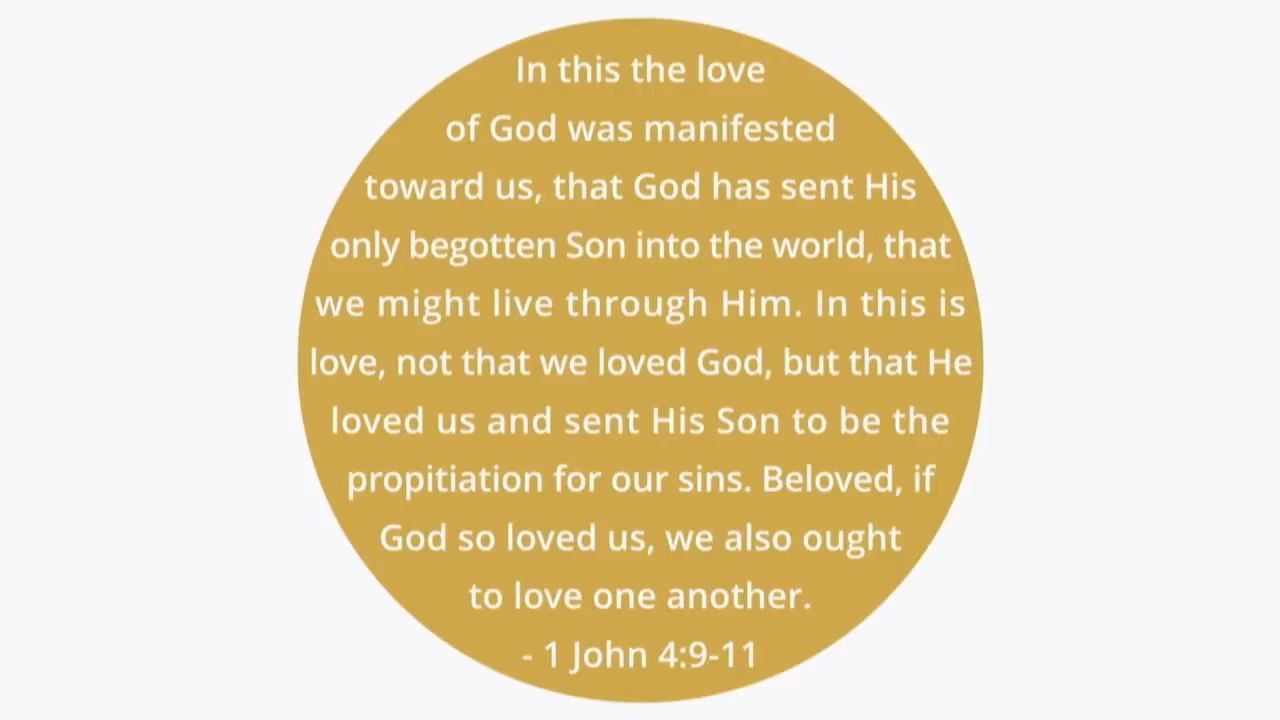 In this the love
of God was manifested
toward us, that God has sent His
only begotten Son into the world, that
we might live through Him. In this is
love, not that we loved God, but that He
loved us and sent His Son to be the
propitiation for our sins. Beloved, if
God so loved us, we also ought
to love one another.
- 1 John 4:9-11